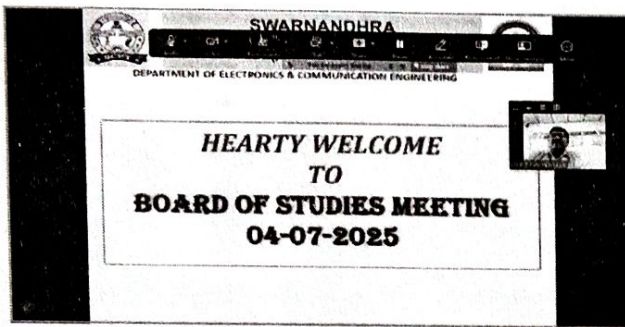 SWARNANDHRA
DEPARTMENT OF ELECTRONICS & COMMUNICATION ENGINEERING
HEARTY WELCOME
TO
BOARD OF STUDIES MEETING
04-07-2025